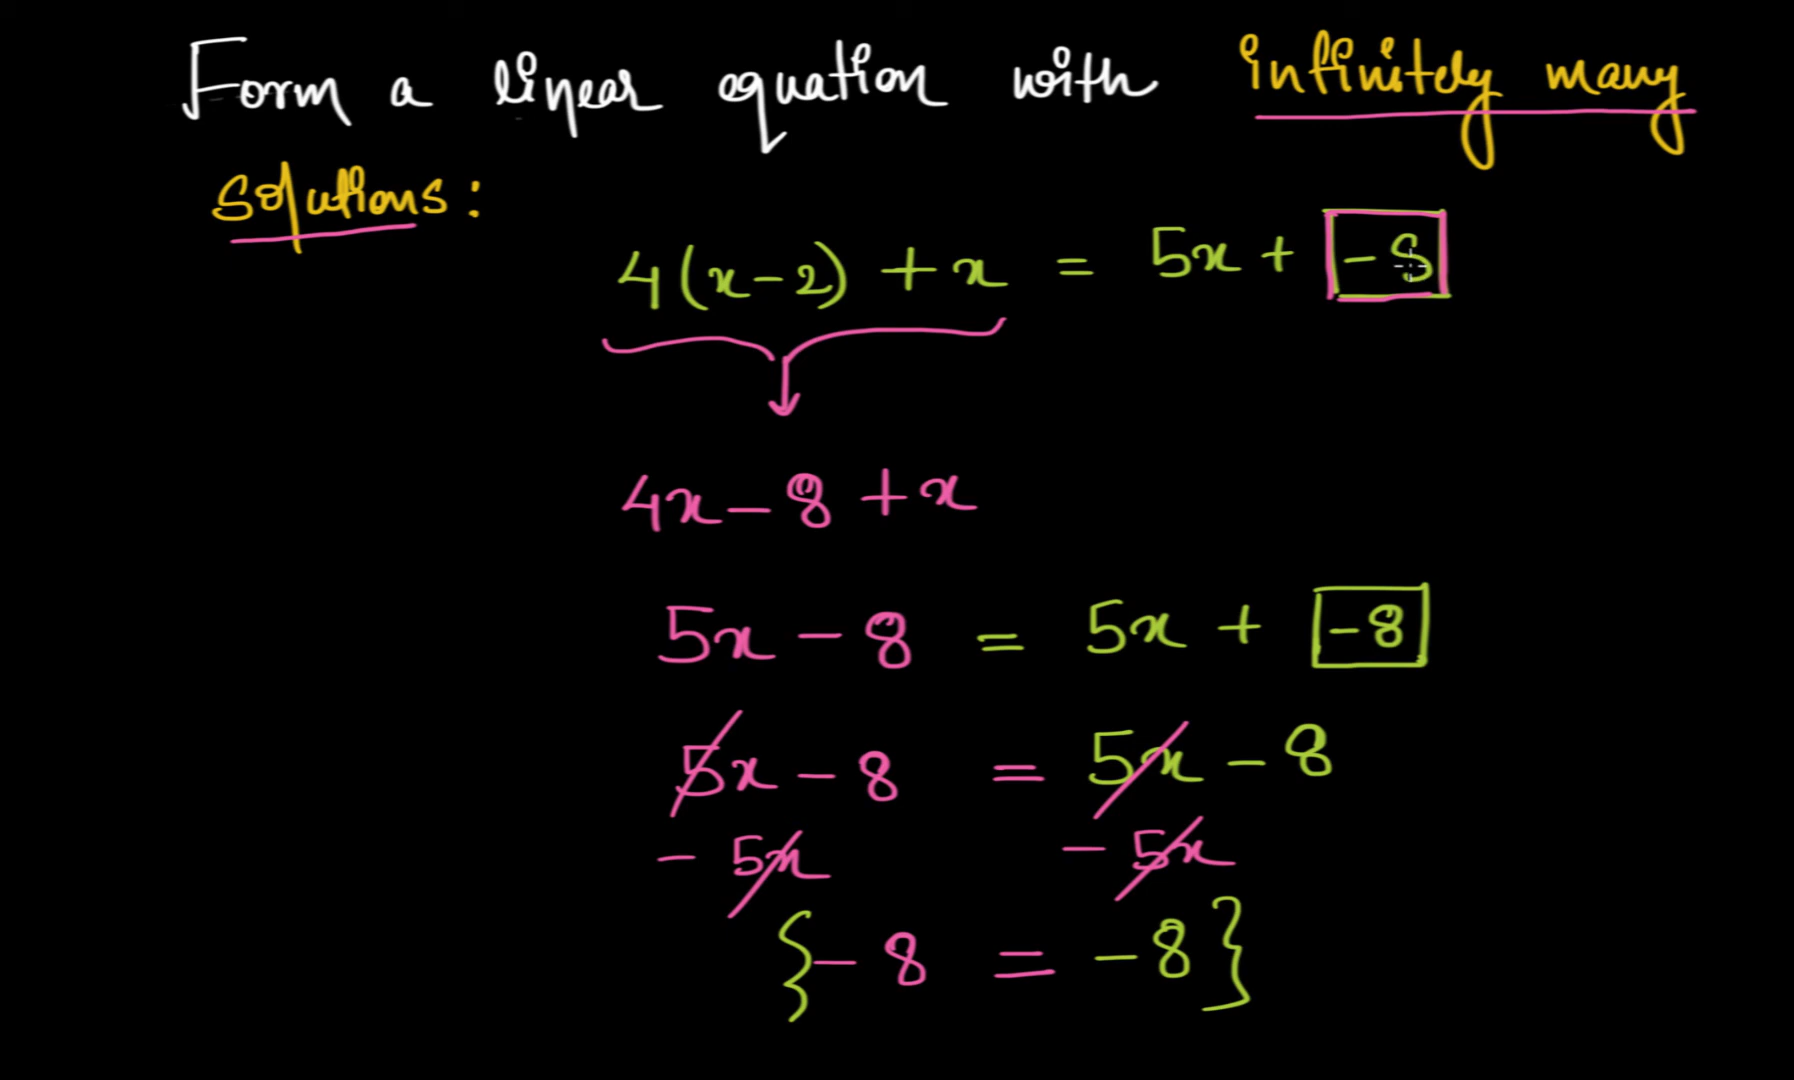 Form a linear equation with infinitely many
solutions:
4(x-2) + x = 5x + -8
4x - 8 + x
5x - 8 = 5x + -8
5x - 8 = 5x - 8
- 5x - 5x
{ - 8 = - 8 }